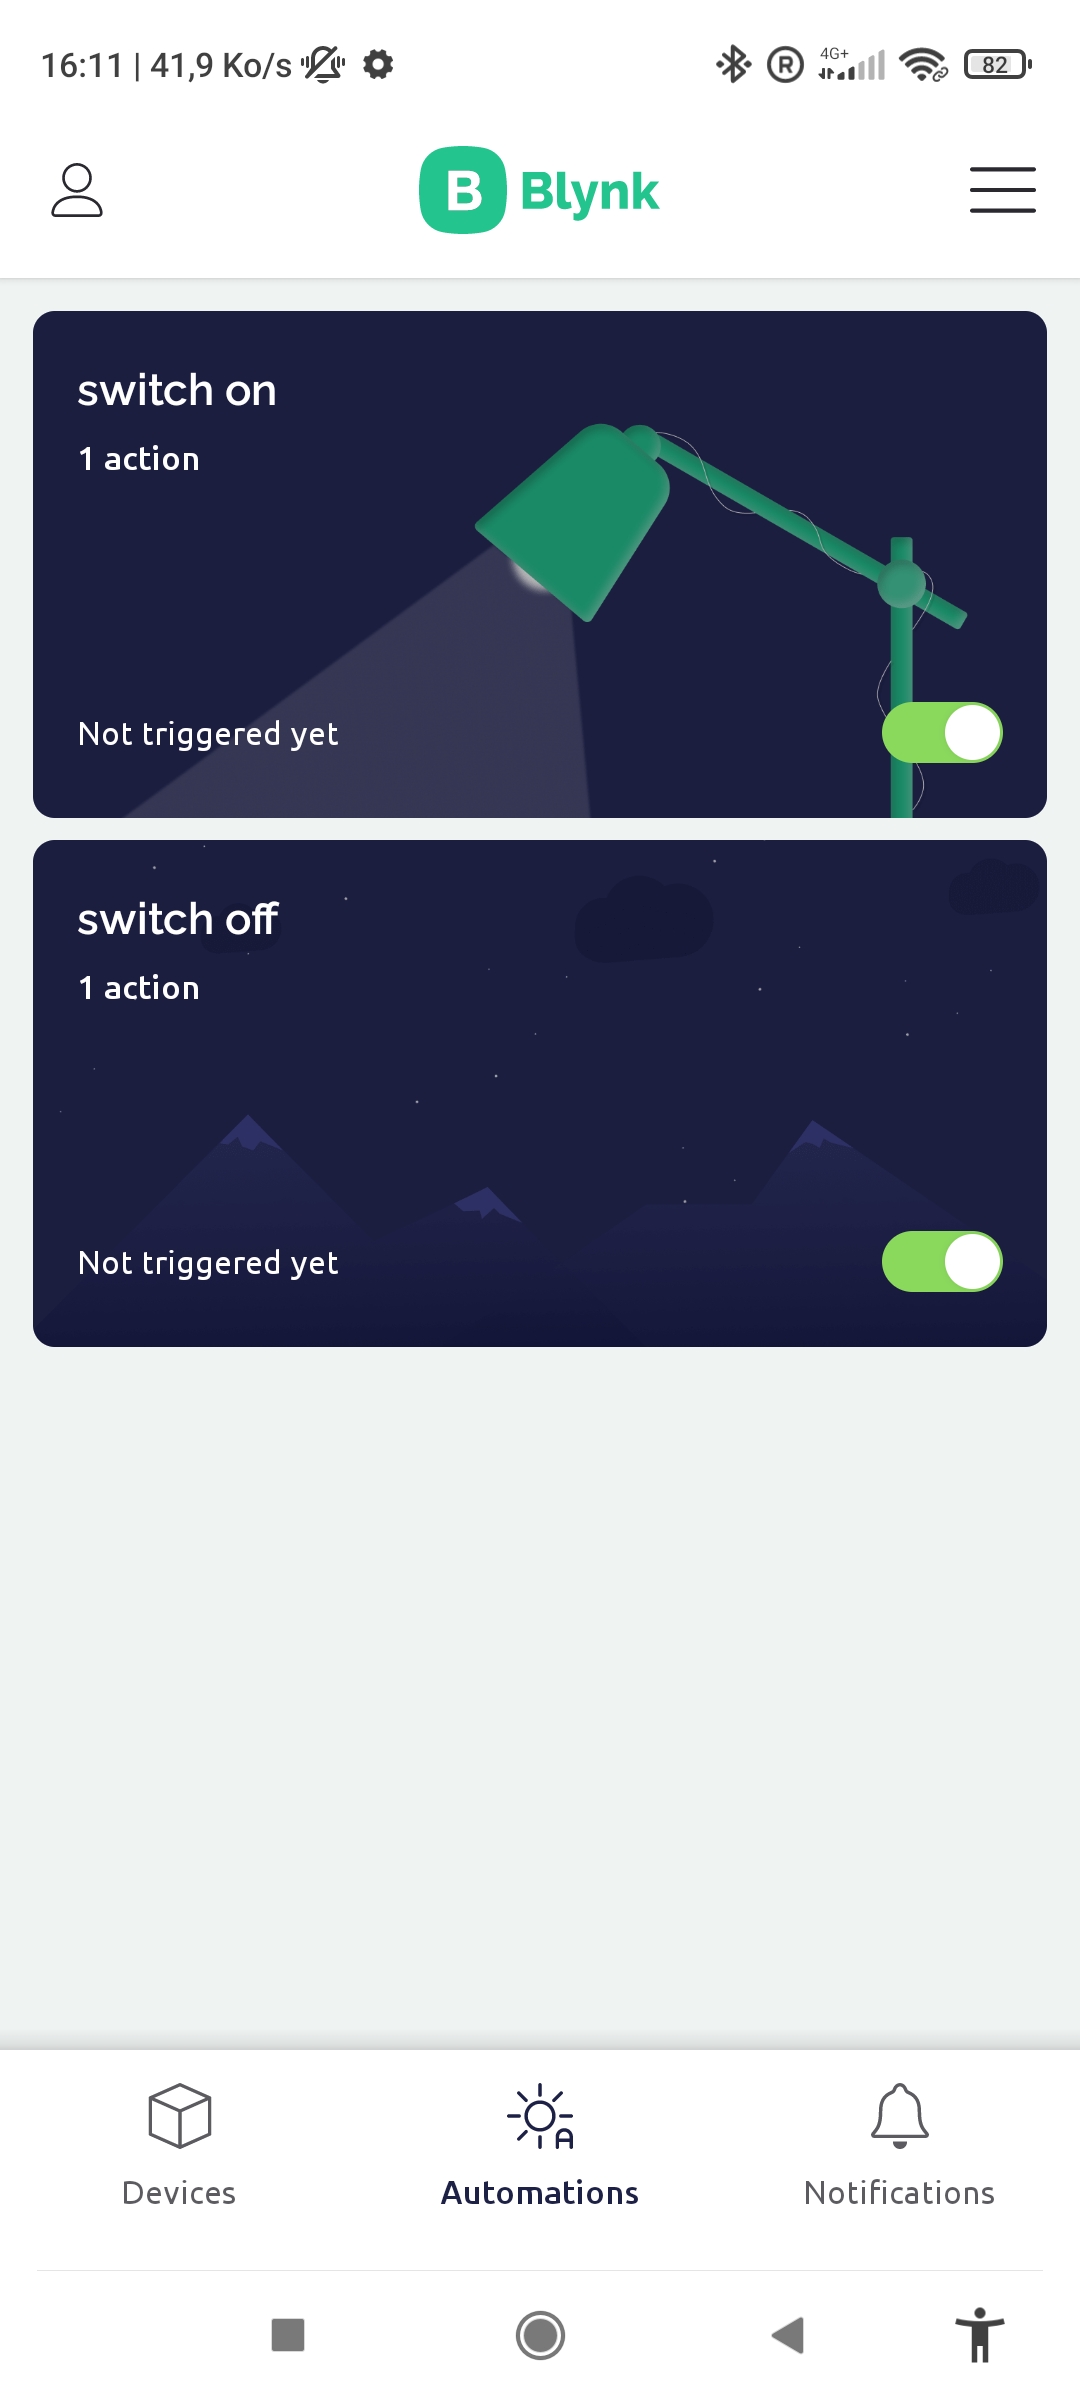 16:11 | 41,9 Ko/s
R
4G+
82
B Blynk
switch on
1 action
Not triggered yet
switch off
1 action
Not triggered yet
A
Devices
Automations
Notifications